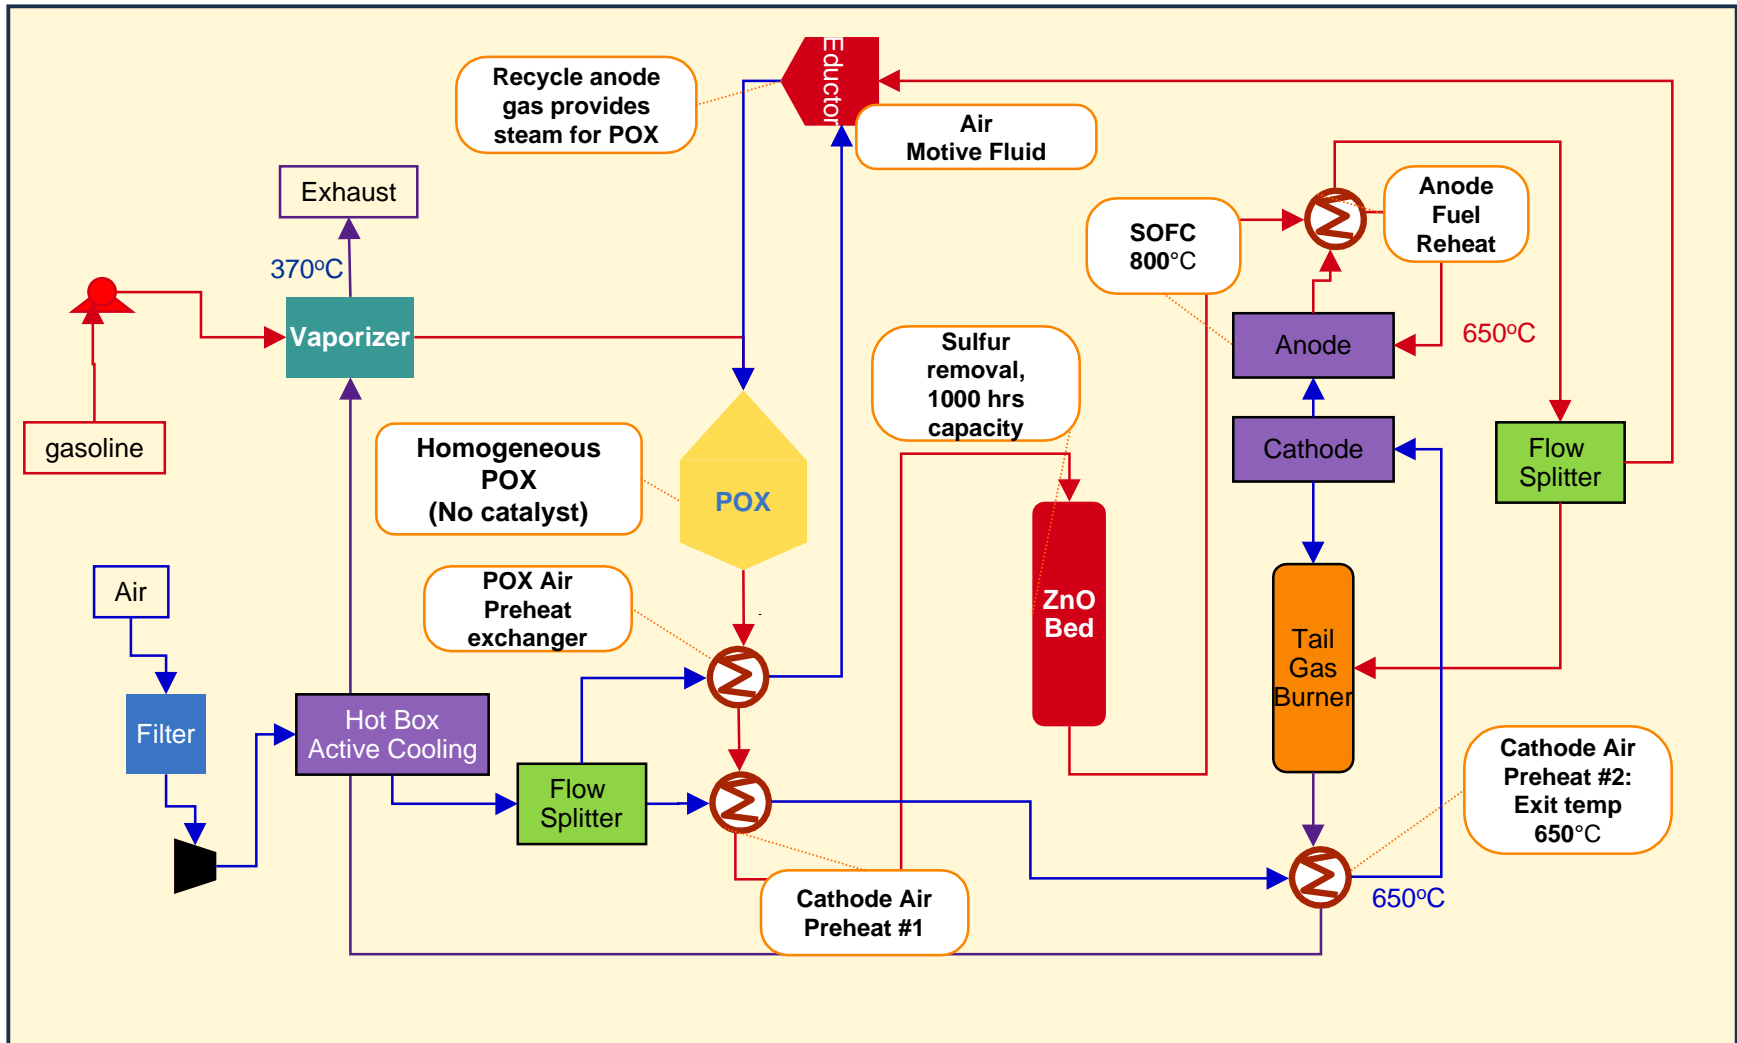 Eductor
Recycle anode
gas provides
steam for POX
Air
Motive Fluid
Exhaust
370°C
Vaporizer
gasoline
SOFC
800°C
Anode
Fuel
Reheat
Anode
650°C
Sulfur
removal,
1000 hrs
capacity
Cathode
Flow
Splitter
Homogeneous
POX
(No catalyst)
POX
Air
POX Air
Preheat
exchanger
ZnO
Bed
Tail
Gas
Burner
Filter
Hot Box
Active Cooling
Flow
Splitter
Cathode Air
Preheat #2:
Exit temp
650°C
650°C
Cathode Air
Preheat #1